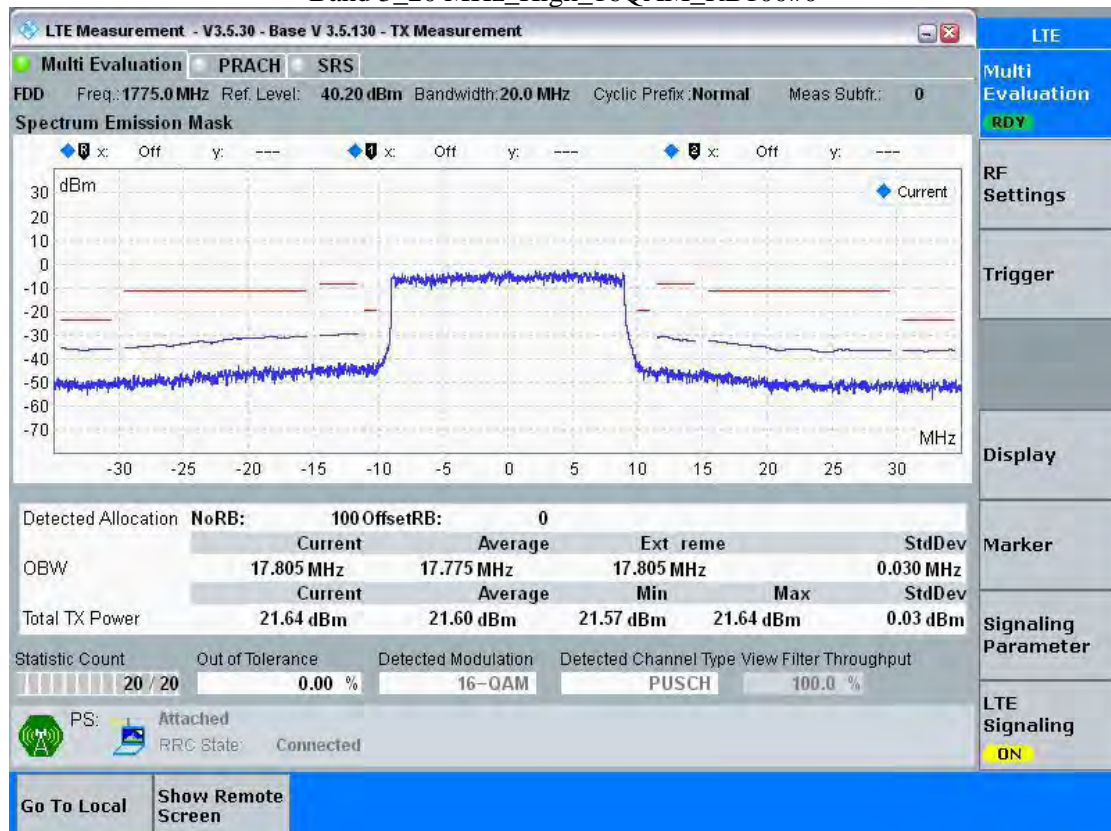 LTE Measurement - V3.5.30 - Base V 3.5.130 - TX Measurement
LTE
Multi Evaluation PRACH SRS
FDD Freq.: 1775.0 MHz Ref. Level: 40.20 dBm Bandwidth: 20.0 MHz Cyclic Prefix : Normal Meas Subfr.: 0
Spectrum Emission Mask
R x: Off y: --- 1 x: Off y: --- 2 x: Off y: ---
dBm
Current
30
20
10
0
-10
-20
-30
-40
-50
-60
-70
MHz
-30 -25 -20 -15 -10 -5 0 5 10 15 20 25 30
Detected Allocation NoRB: 100 OffsetRB: 0
Current Average Ext reme StdDev
OBW 17.805 MHz 17.775 MHz 17.805 MHz 0.030 MHz
Current Average Min Max StdDev
Total TX Power 21.64 dBm 21.60 dBm 21.57 dBm 21.64 dBm 0.03 dBm
Statistic Count Out of Tolerance Detected Modulation Detected Channel Type View Filter Throughput
20 / 20 0.00 % 16-QAM PUSCH 100.0 %
PS: Attached
RRC State: Connected
Multi
Evaluation
RDY
RF
Settings
Trigger
Display
Marker
Signaling
Parameter
LTE
Signaling
ON
Go To Local
Show Remote
Screen